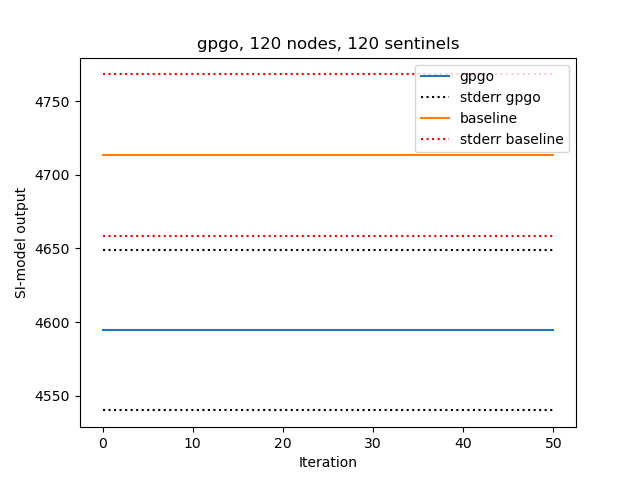 gpgo, 120 nodes, 120 sentinels
gpgo
stderr gpgo
baseline
stderr baseline
SI-model output
4750
4700
4650
4600
4550
0 10 20 30 40 50
Iteration